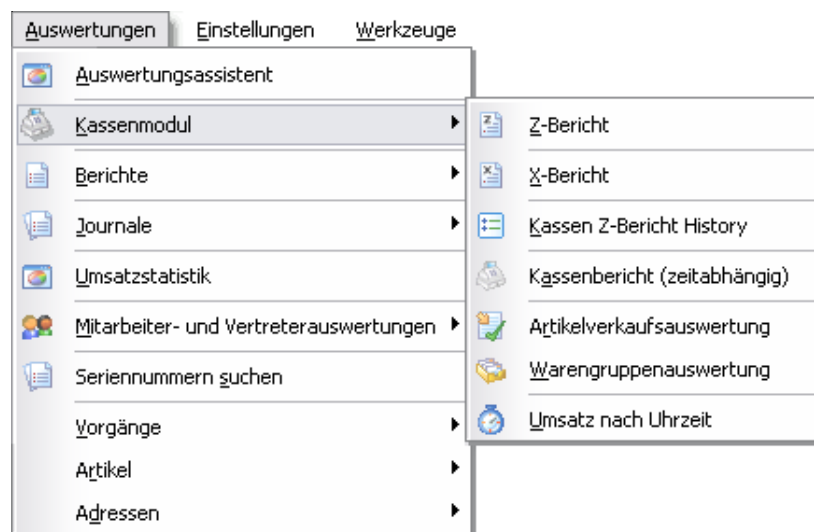 Auswertungen Einstellungen Werkzeuge
Auswertungsassistent
Kassenmodul
Berichte
Journale
Umsatzstatistik
Mitarbeiter- und Vertreterauswertungen
Seriennummern suchen
Vorgänge
Artikel
Adressen
Z-Bericht
X-Bericht
Kassen Z-Bericht History
Kassenbericht (zeitabhängig)
Artikelverkaufsauswertung
Warengruppenauswertung
Umsatz nach Uhrzeit